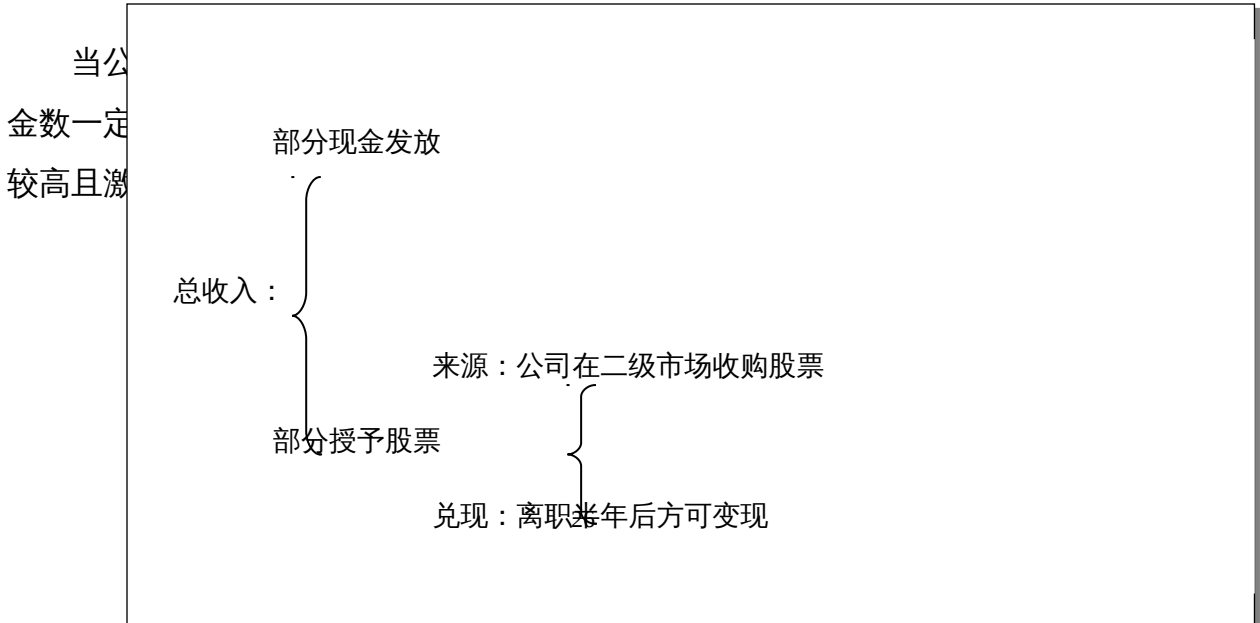 当公
金数一定
较高且激
部分现金发放
总收入：
来源：公司在二级市场收购股票
部分授予股票
兑现：离职半年后方可变现